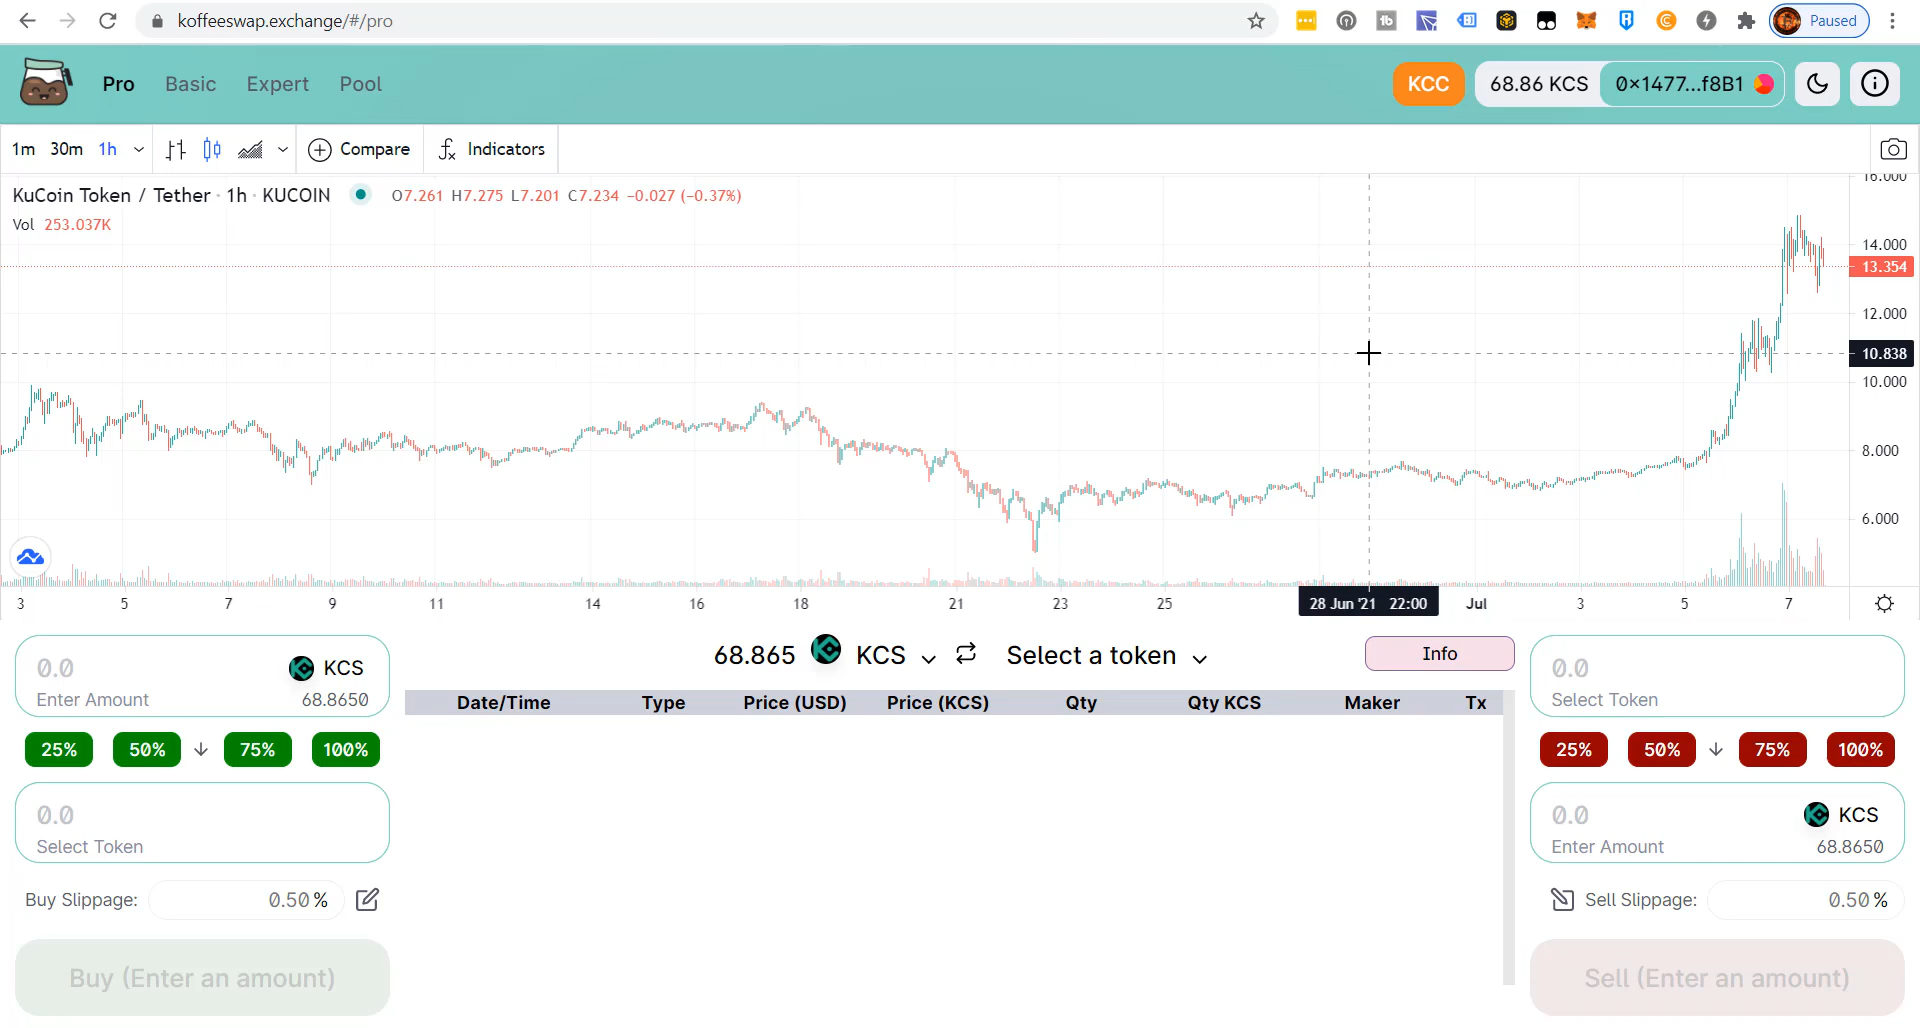 koffeeswap.exchange/#/pro
Paused
Pro Basic Expert Pool
KCC 68.86 KCS 0×1477...f8B1
1m 30m 1h Compare Indicators
KuCoin Token / Tether · 1h · KUCOIN O7.261 H7.275 L7.201 C7.234 −0.027 (−0.37%)
Vol 253.037K
16.000
14.000
13.354
12.000
10.838
10.000
8.000
6.000
3 5 7 9 11 14 16 18 21 23 25 28 Jun '21 22:00 Jul 3 5 7
0.0 KCS
Enter Amount 68.8650
25% 50% 75% 100%
0.0
Select Token
Buy Slippage: 0.50 %
Buy (Enter an amount)
68.865 KCS Select a token Info
Date/Time Type Price (USD) Price (KCS) Qty Qty KCS Maker Tx
0.0
Select Token
25% 50% 75% 100%
0.0 KCS
Enter Amount 68.8650
Sell Slippage: 0.50 %
Sell (Enter an amount)